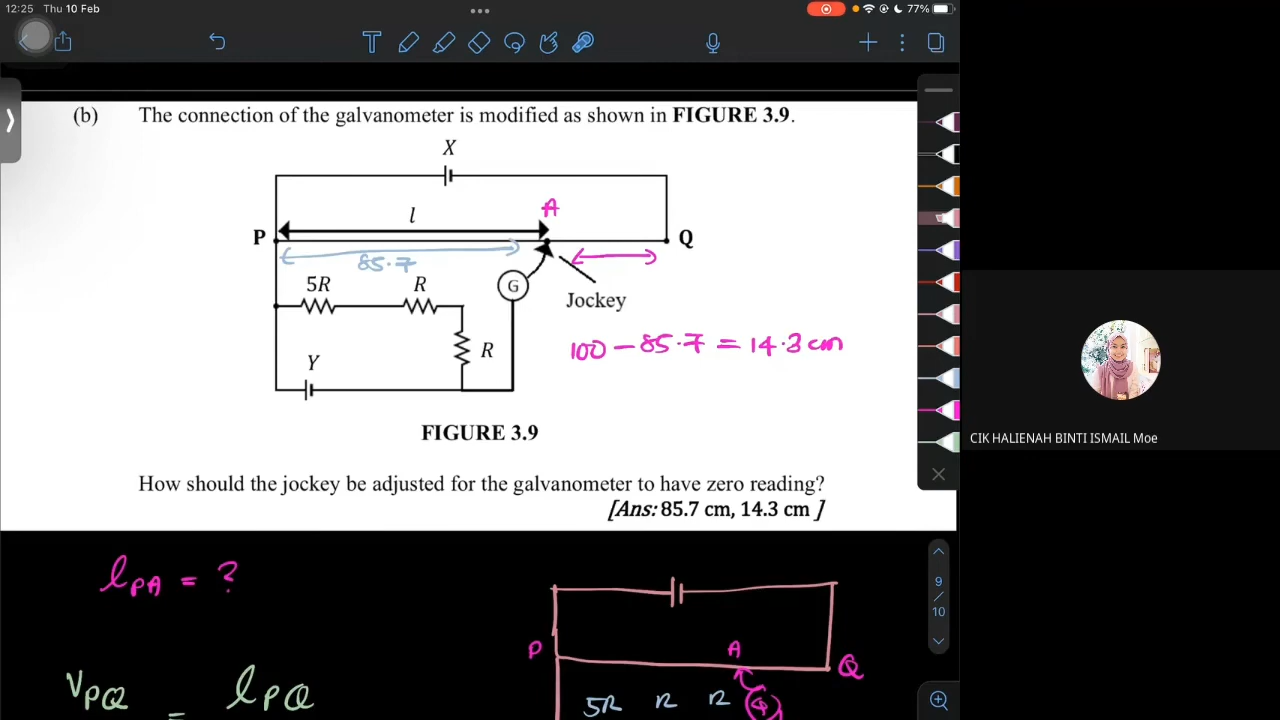 12:25 Thu 10 Feb
77%
(b) The connection of the galvanometer is modified as shown in FIGURE 3.9.
X
l
A
P
Q
85.7
5R
R
G
Jockey
R
100 - 85.7 = 14.3 cm
Y
FIGURE 3.9
How should the jockey be adjusted for the galvanometer to have zero reading?
[Ans: 85.7 cm, 14.3 cm ]
CIK HALIENAH BINTI ISMAIL Moe
l PA = ?
9
/
10
P
A
Q
V PQ = l PQ
5R R R G